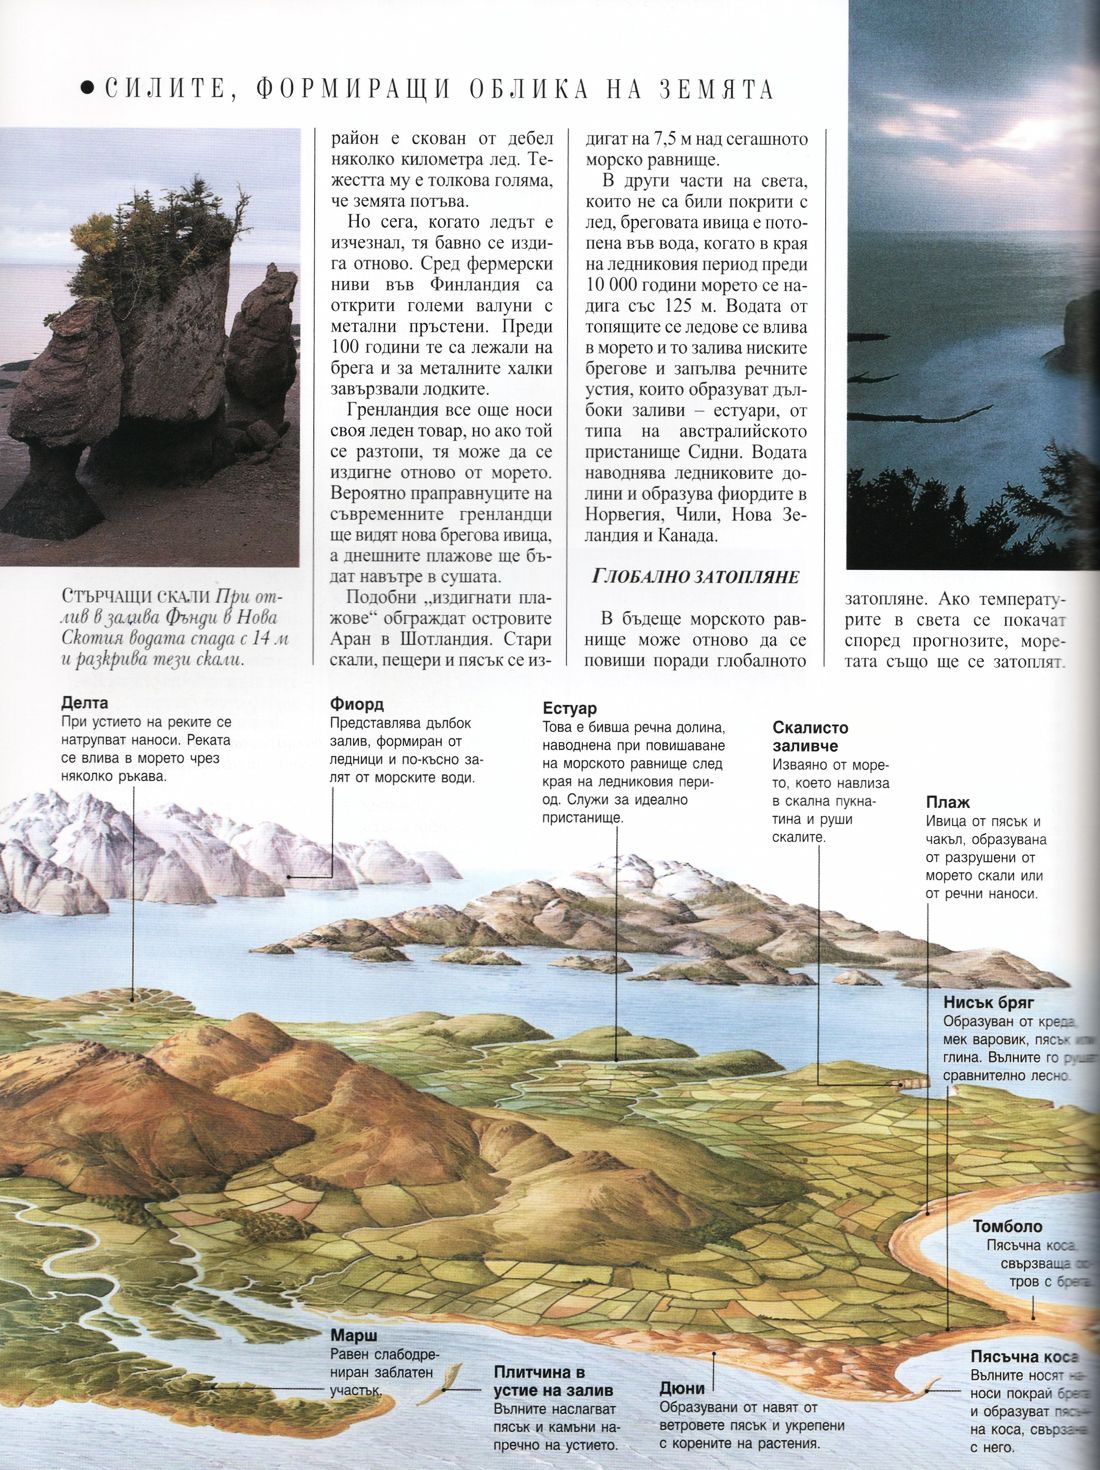 ● СИЛИТЕ, ФОРМИРАЩИ ОБЛИКА НА ЗЕМЯТА
район е скован от дебел
няколко километра лед. Те-
жестта му е толкова голяма,
че земята потъва.
Но сега, когато ледът е
изчезнал, тя бавно се изди-
га отново. Сред фермерски
ниви във Финландия са
открити големи валуни с
метални пръстени. Преди
100 години те са лежали на
брега и за металните халки
завързвали лодките.
Гренландия все още носи
своя леден товар, но ако той
се разтопи, тя може да се
издигне отново от морето.
Вероятно праправнуците на
съвременните гренландци
ще видят нова брегова ивица,
а днешните плажове ще бъ-
дат навътре в сушата.
Подобни „издигнати пла-
жове“ обграждат островите
Аран в Шотландия. Стари
скали, пещери и пясък се из-
дигат на 7,5 м над сегашното
морско равнище.
В други части на света,
които не са били покрити с
лед, бреговата ивица е пото-
пена във вода, когато в края
на ледниковия период преди
10 000 години морето се на-
дига със 125 м. Водата от
топящите се ледове се влива
в морето и то залива ниските
брегове и запълва речните
устия, които образуват дъл-
боки заливи – естуари, от
типа на австралийското
пристанище Сидни. Водата
наводнява ледниковите до-
лини и образува фиордите в
Норвегия, Чили, Нова Зе-
ландия и Канада.
ГЛОБАЛНО ЗАТОПЛЯНЕ
В бъдеще морското рав-
нище може отново да се
повиши поради глобалното
затопляне. Ако температу-
рите в света се покачат
според прогнозите, море-
тата също ще се затоплят.
СТЪРЧАЩИ СКАЛИ При от-
лив в залива Фънди в Нова
Скотия водата спада с 14 м
и разкрива тези скали.
Делта
При устието на реките се
натрупват наноси. Реката
се влива в морето чрез
няколко ръкава.
Фиорд
Представлява дълбок
залив, формиран от
ледници и по-късно за-
лят от морските води.
Естуар
Това е бивша речна долина,
наводнена при повишаване
на морското равнище след
края на ледниковия пери-
од. Служи за идеално
пристанище.
Скалисто
заливче
Изваяно от море-
то, което навлиза
в скална пукна-
тина и руши
скалите.
Плаж
Ивица от пясък и
чакъл, образувана
от разрушени от
морето скали или
от речни наноси.
Нисък бряг
Образуван от креда,
мек варовик, пясък или
глина. Вълните го рушат
сравнително лесно.
Томболо
Пясъчна коса,
свързваща ос-
тров с брега.
Марш
Равен слабодре-
ниран заблатен
участък.
Плитчина в
устие на залив
Вълните наслагват
пясък и камъни на-
пречно на устието.
Дюни
Образувани от навят от
ветровете пясък и укрепени
с корените на растения.
Пясъчна коса
Вълните носят на-
носи покрай брега
и образуват пясъч-
на коса, свързана
с него.